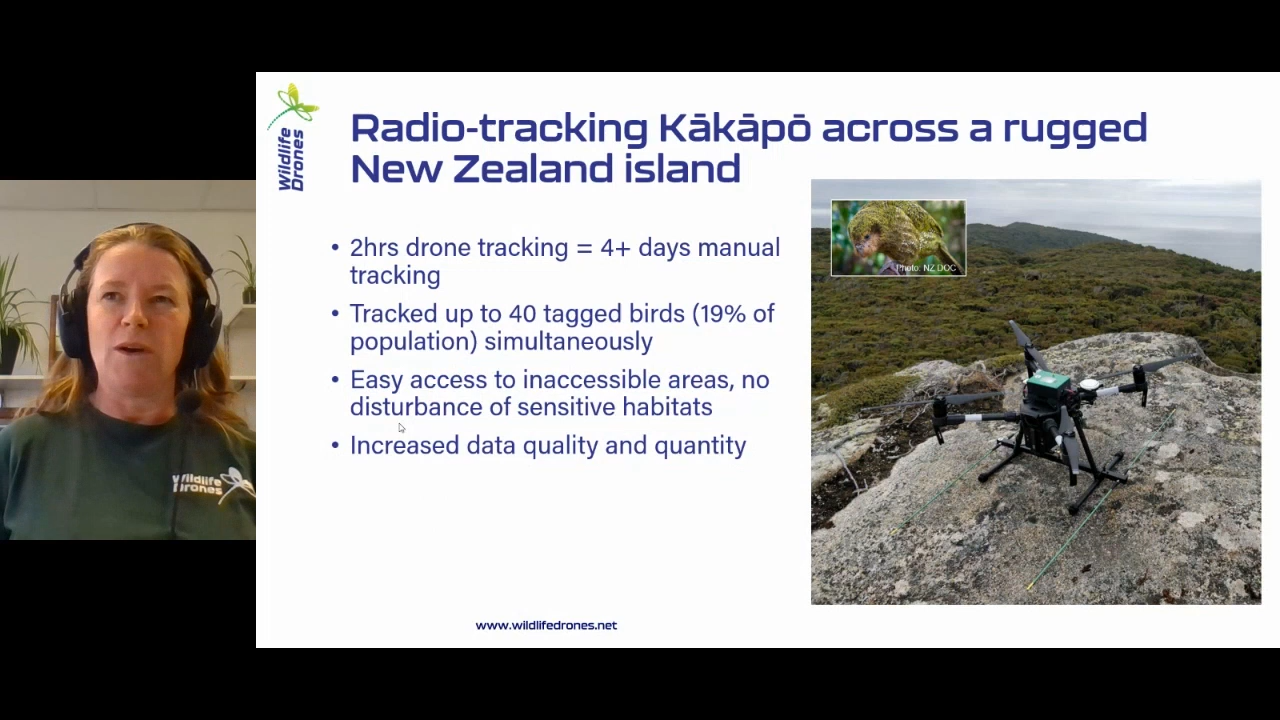 Wildlife
Drones
Radio-tracking Kākāpō across a rugged
New Zealand island
• 2hrs drone tracking = 4+ days manual
tracking
• Tracked up to 40 tagged birds (19% of
population) simultaneously
• Easy access to inaccessible areas, no
disturbance of sensitive habitats
• Increased data quality and quantity
Photo: NZ DOC
Wildlife
Drones
www.wildlifedrones.net